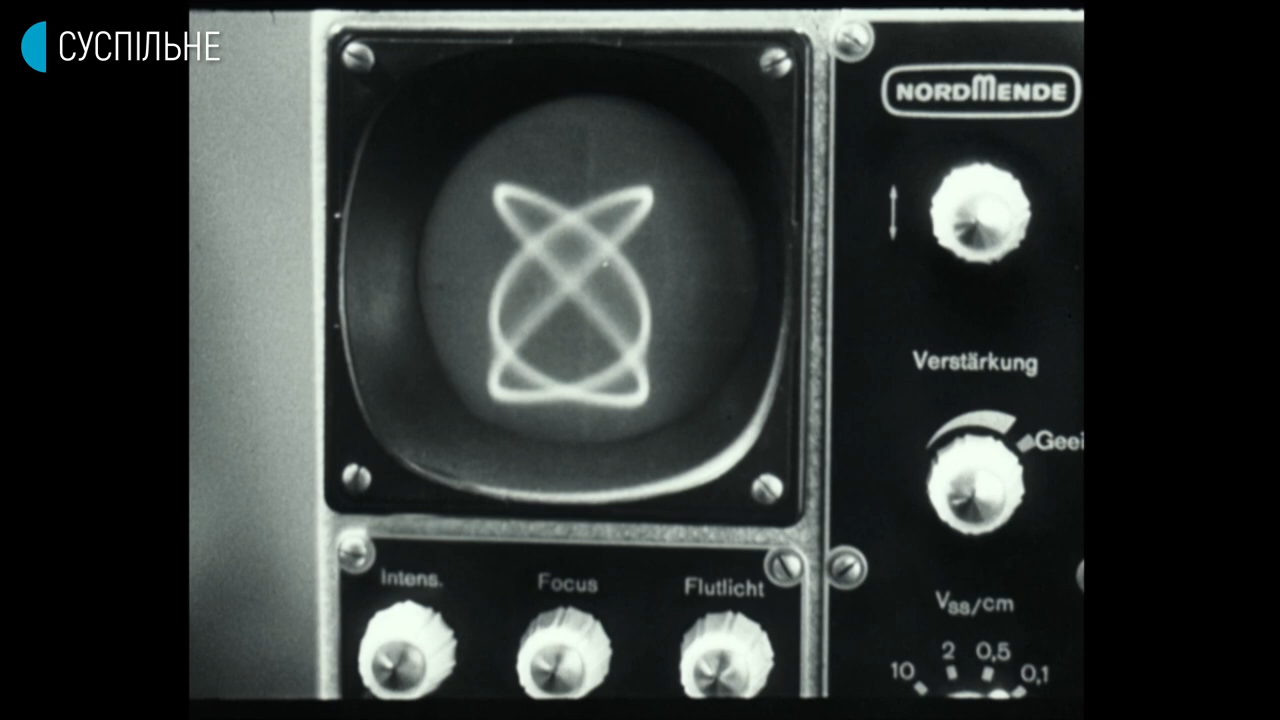 СУСПІЛЬНЕ
NORDMENDE
Verstärkung
Intens.
Focus
Flutlicht
Vss/cm
10 2 0,5 0,1